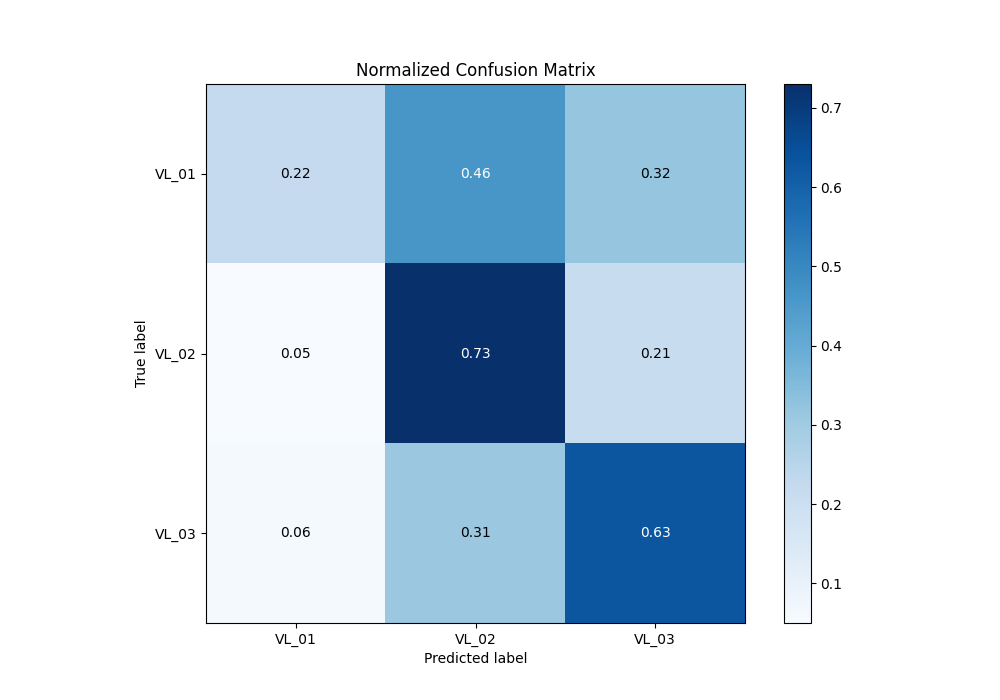 Normalized Confusion Matrix
True label
VL_01
0.22
0.46
0.32
VL_02
0.05
0.73
0.21
VL_03
0.06
0.31
0.63
VL_01
VL_02
VL_03
Predicted label
0.7
0.6
0.5
0.4
0.3
0.2
0.1